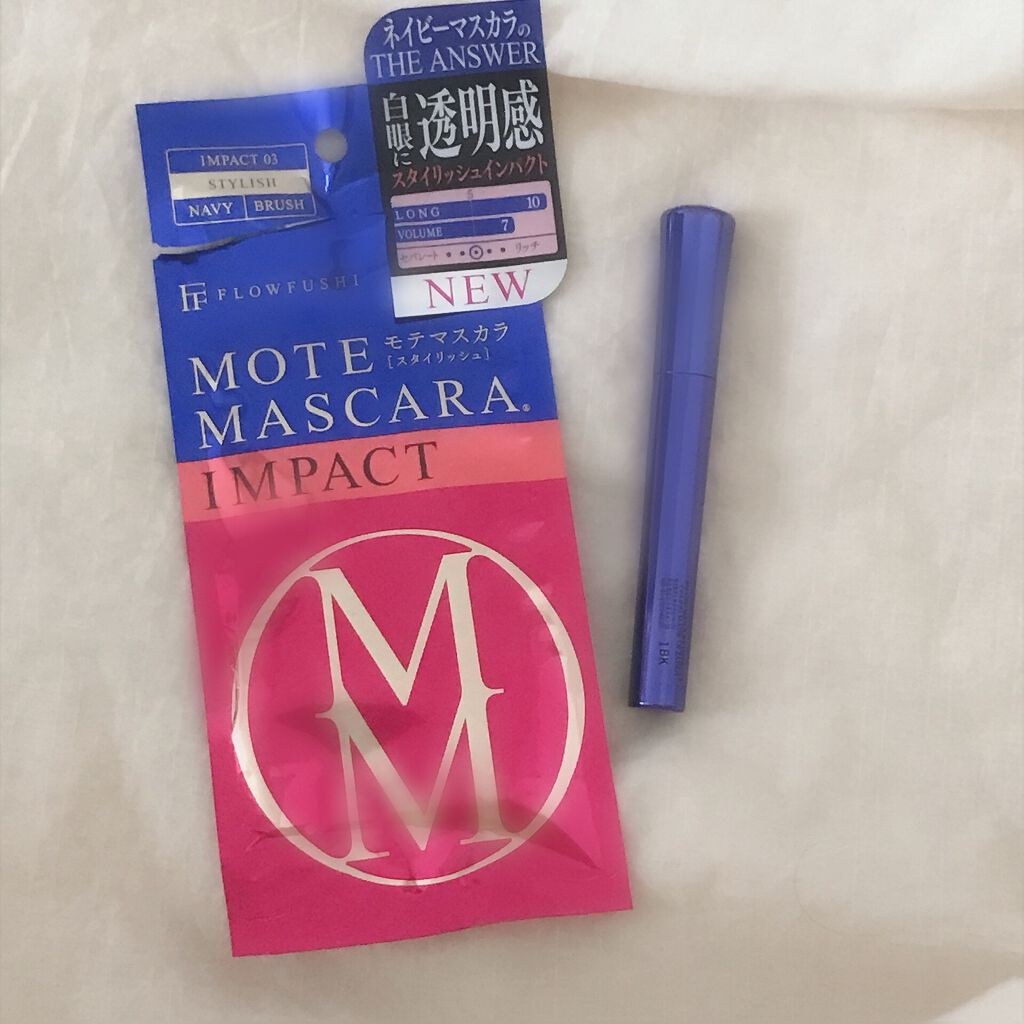 ネイビーマスカラの
THE ANSWER
白眼に
透明感
スタイリッシュインパクト
5
LONG 10
VOLUME 7
セパレート リッチ
NEW
IMPACT 03
STYLISH
NAVY BRUSH
FF FLOWFUSHI
MOTE モテマスカラ
[スタイリッシュ]
MASCARA®
IMPACT
M
M
18K